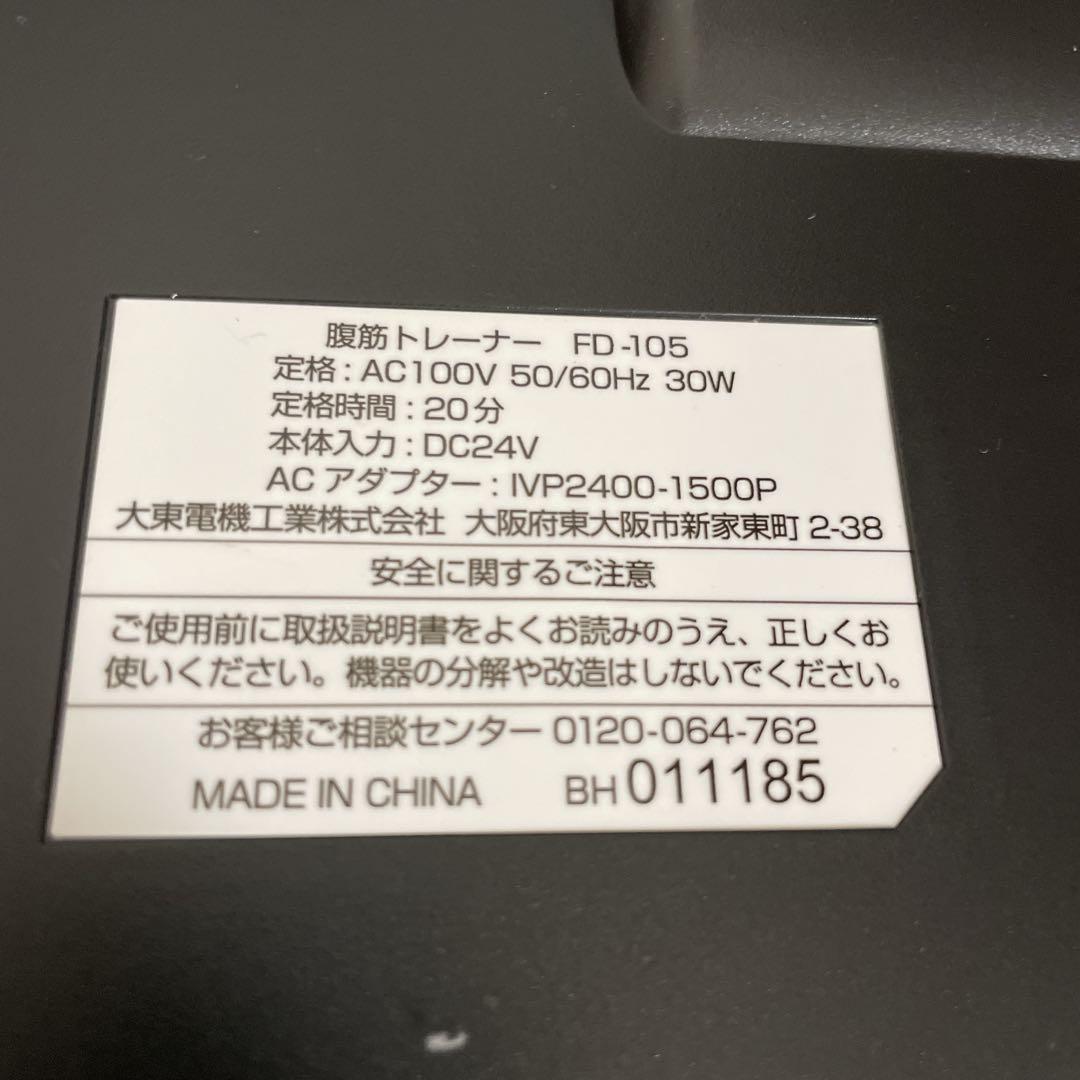 腹筋トレーナー FD-105
定格:AC100V 50/60Hz 30W
定格時間:20分
本体入力:DC24V
ACアダプター:IVP2400-1500P
大東電機工業株式会社 大阪府東大阪市新家東町 2-38
安全に関するご注意
ご使用前に取扱説明書をよくお読みのうえ、正しくお
使いください。機器の分解や改造はしないでください。
お客様ご相談センター 0120-064-762
MADE IN CHINA BH 011185